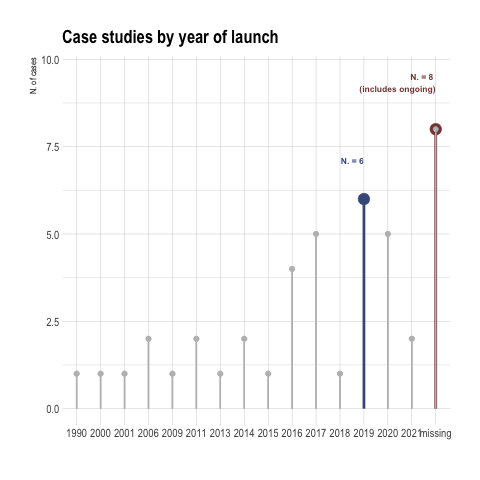 Case studies by year of launch
N. of cases
10.0
7.5
5.0
2.5
0.0
N. = 8
(includes ongoing)
N. = 6
1990 2000 2001 2006 2009 2011 2013 2014 2015 2016 2017 2018 2019 2020 2021 missing